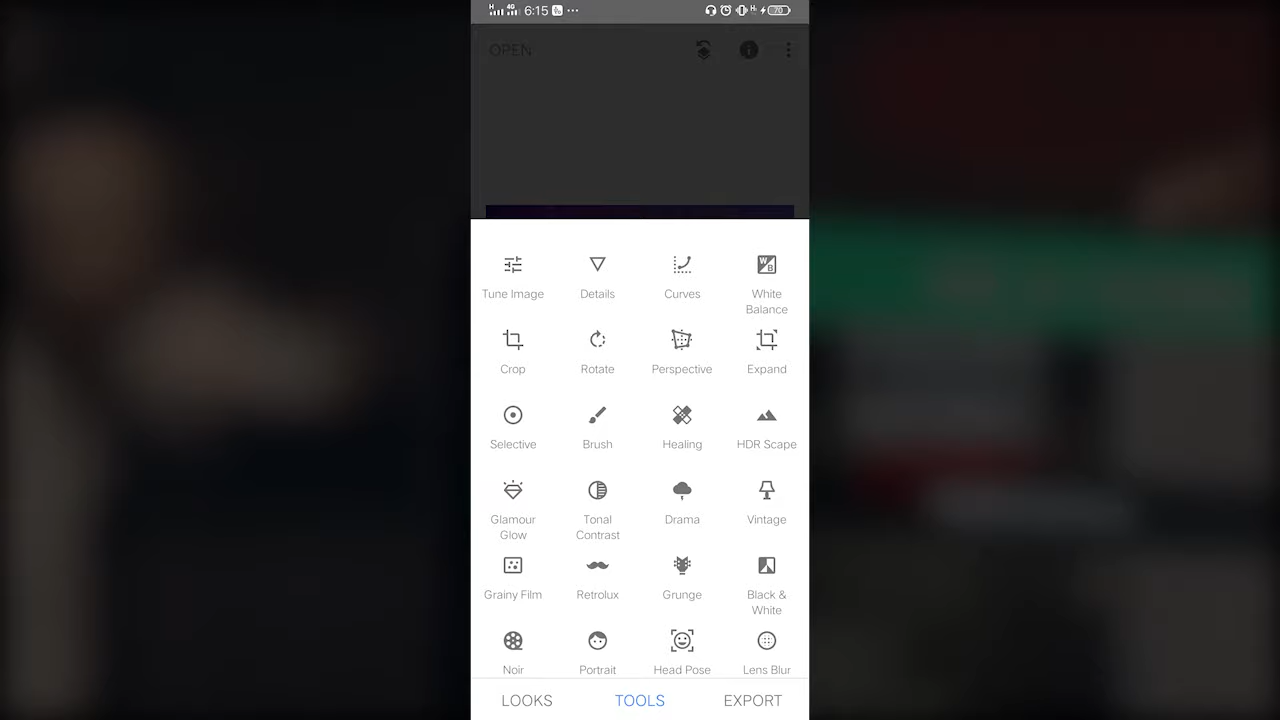 H 4G 6:15
70
OPEN
Tune Image Details Curves White
Balance
Crop Rotate Perspective Expand
Selective Brush Healing HDR Scape
Glamour Tonal Drama Vintage
Glow Contrast
Grainy Film Retrolux Grunge Black &
White
Noir Portrait Head Pose Lens Blur
LOOKS TOOLS EXPORT